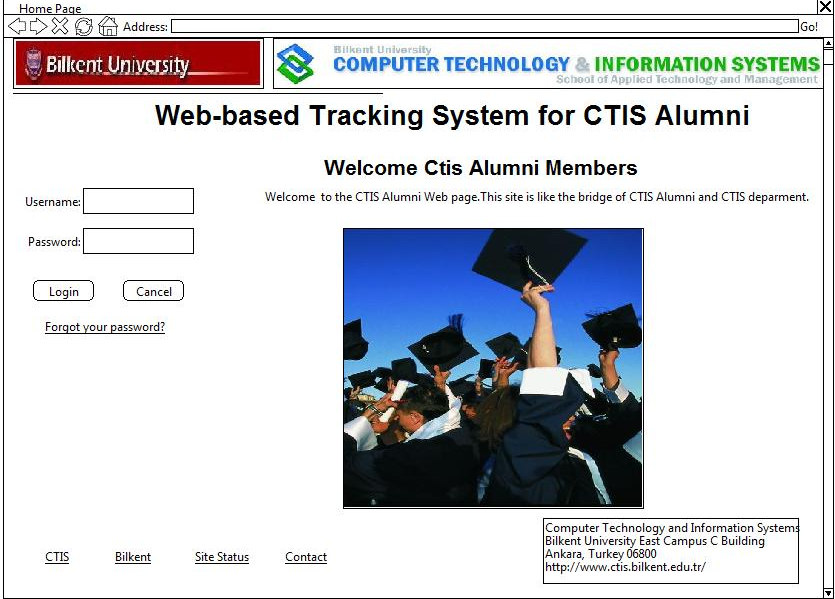 Home Page
Address:
Go!
Bilkent University
Bilkent University
COMPUTER TECHNOLOGY & INFORMATION SYSTEMS
School of Applied Technology and Management
Web-based Tracking System for CTIS Alumni
Welcome Ctis Alumni Members
Welcome to the CTIS Alumni Web page.This site is like the bridge of CTIS Alumni and CTIS deparment.
Username:
Password:
Login Cancel
Forgot your password?
Computer Technology and Information Systems
Bilkent University East Campus C Building
Ankara, Turkey 06800
http://www.ctis.bilkent.edu.tr/
CTIS Bilkent Site Status Contact